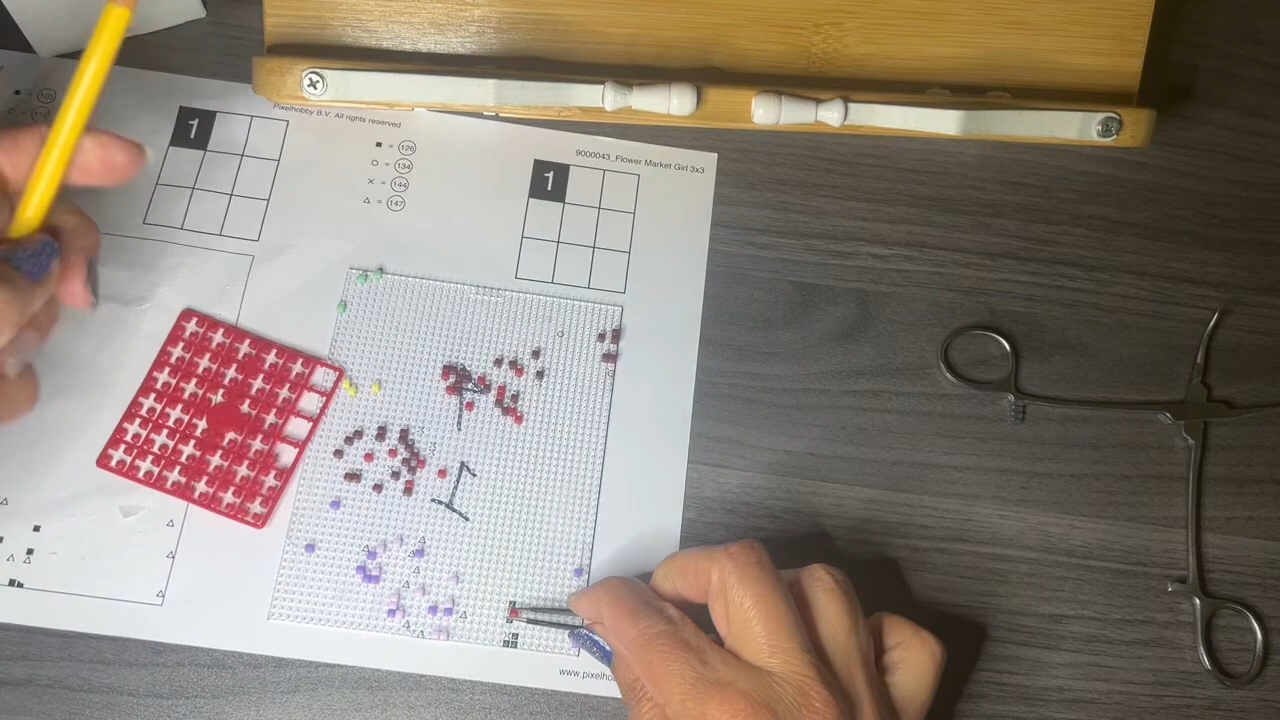 Pixelhobby B.V. All rights reserved
9000043_Flower Market Girl 3x3
1
1
■ = 126
○ = 134
× = 144
△ = 147
www.pixelho